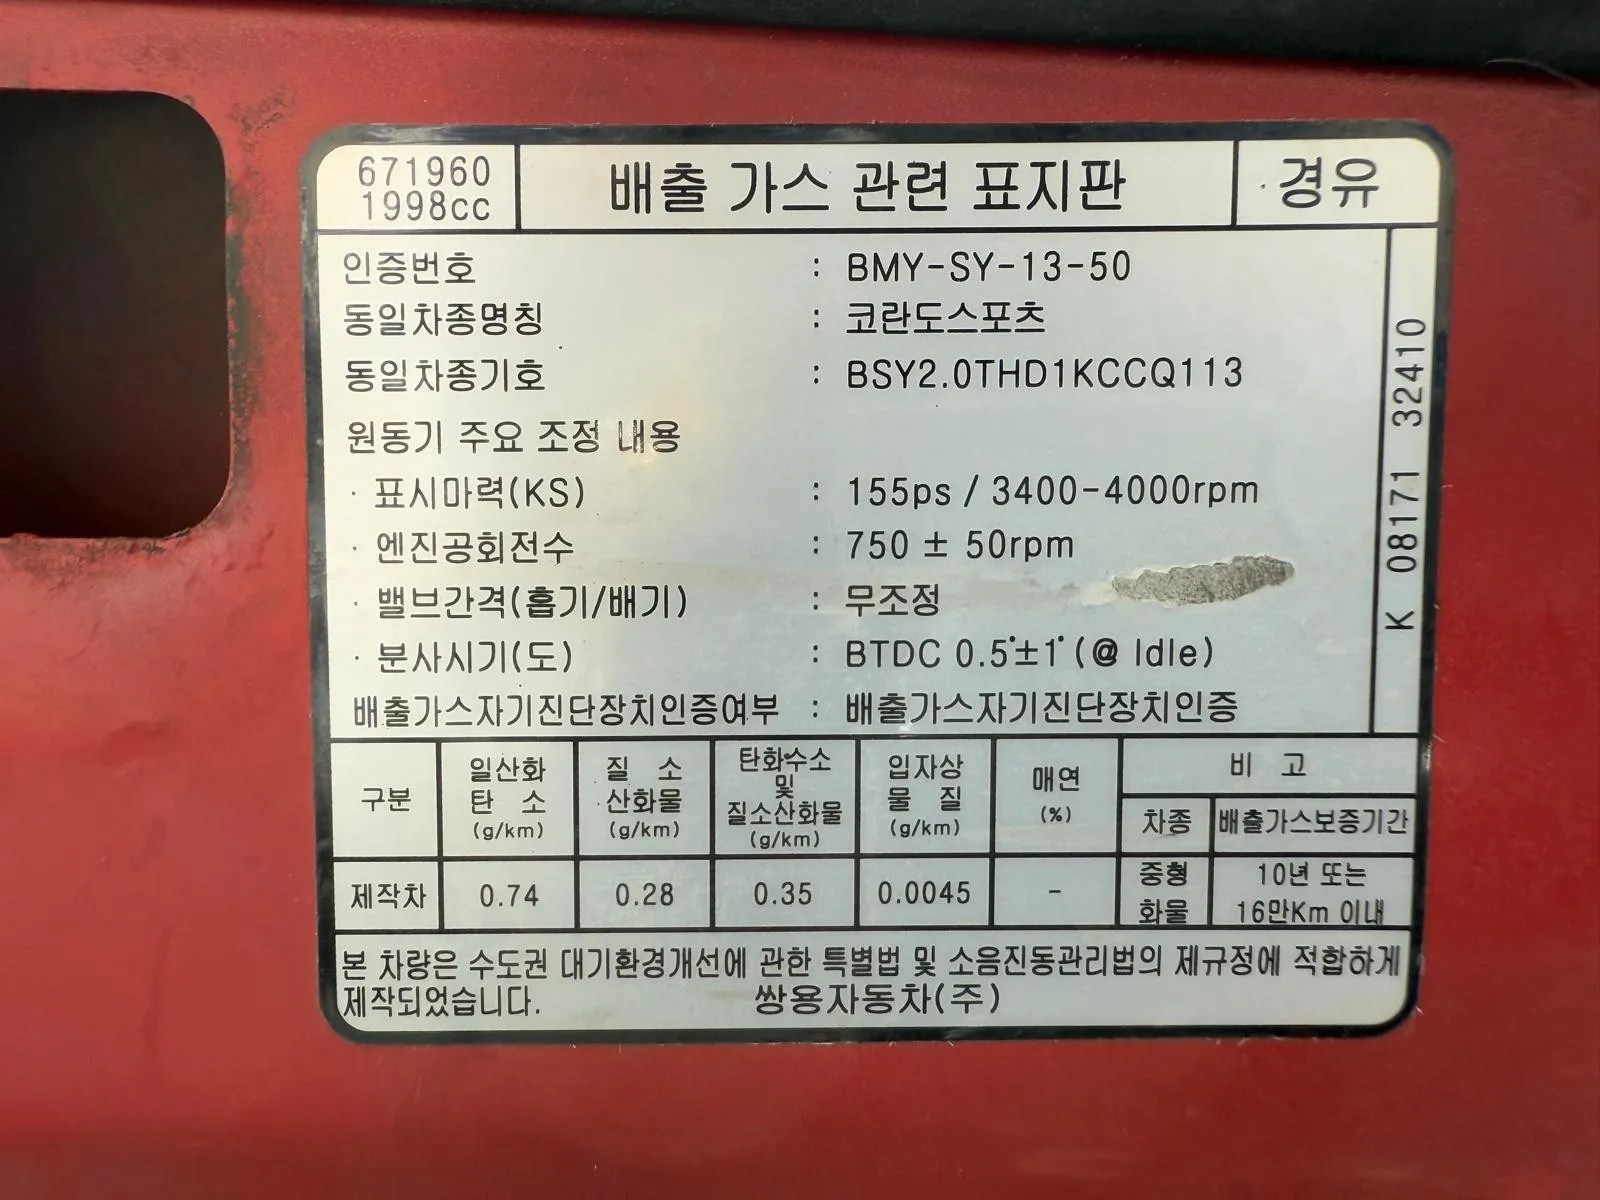 671960
1998cc
배출 가스 관련 표지판
경유
인증번호 : BMY-SY-13-50
동일차종명칭 : 코란도스포츠
동일차종기호 : BSY2.0THD1KCCQ113
원동기 주요 조정 내용
· 표시마력(KS) : 155ps / 3400-4000rpm
· 엔진공회전수 : 750 ± 50rpm
· 밸브간격(흡기/배기) : 무조정
· 분사시기(도) : BTDC 0.5°±1°(@ Idle)
배출가스자기진단장치인증여부 : 배출가스자기진단장치인증
K 08171 32410
구분
일산화
탄 소
(g/km)
질 소
산화물
(g/km)
탄화수소
및
질소산화물
(g/km)
입자상
물 질
(g/km)
매연
(%)
비 고
차종
배출가스보증기간
제작차
0.74
0.28
0.35
0.0045
-
중형
화물
10년 또는
16만Km 이내
본 차량은 수도권 대기환경개선에 관한 특별법 및 소음진동관리법의 제규정에 적합하게
제작되었습니다. 쌍용자동차(주)